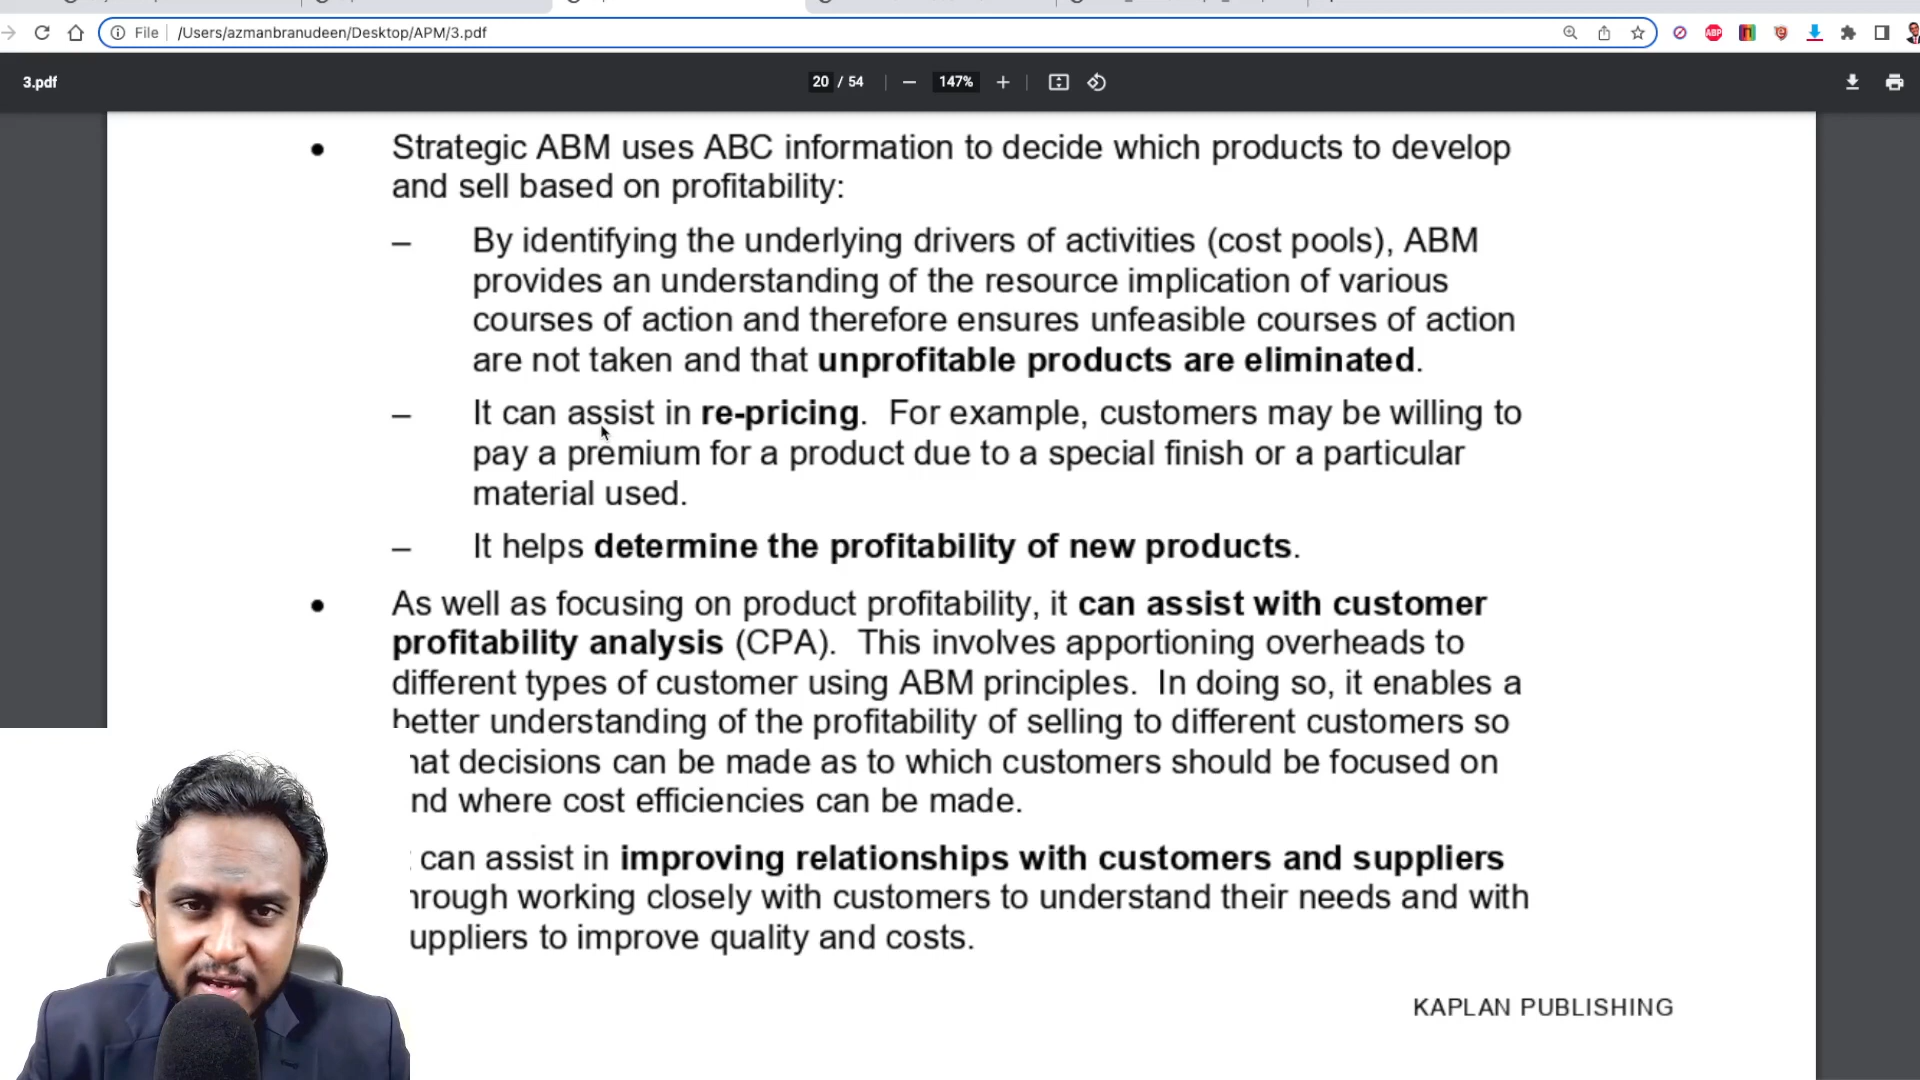 File
/Users/azmanbranudeen/Desktop/APM/3.pdf
ABP
3.pdf
20 / 54
147%
• Strategic ABM uses ABC information to decide which products to develop
and sell based on profitability:
– By identifying the underlying drivers of activities (cost pools), ABM
provides an understanding of the resource implication of various
courses of action and therefore ensures unfeasible courses of action
are not taken and that unprofitable products are eliminated.
– It can assist in re-pricing. For example, customers may be willing to
pay a premium for a product due to a special finish or a particular
material used.
– It helps determine the profitability of new products.
• As well as focusing on product profitability, it can assist with customer
profitability analysis (CPA). This involves apportioning overheads to
different types of customer using ABM principles. In doing so, it enables a
better understanding of the profitability of selling to different customers so
hat decisions can be made as to which customers should be focused on
nd where cost efficiencies can be made.
can assist in improving relationships with customers and suppliers
hrough working closely with customers to understand their needs and with
uppliers to improve quality and costs.
KAPLAN PUBLISHING